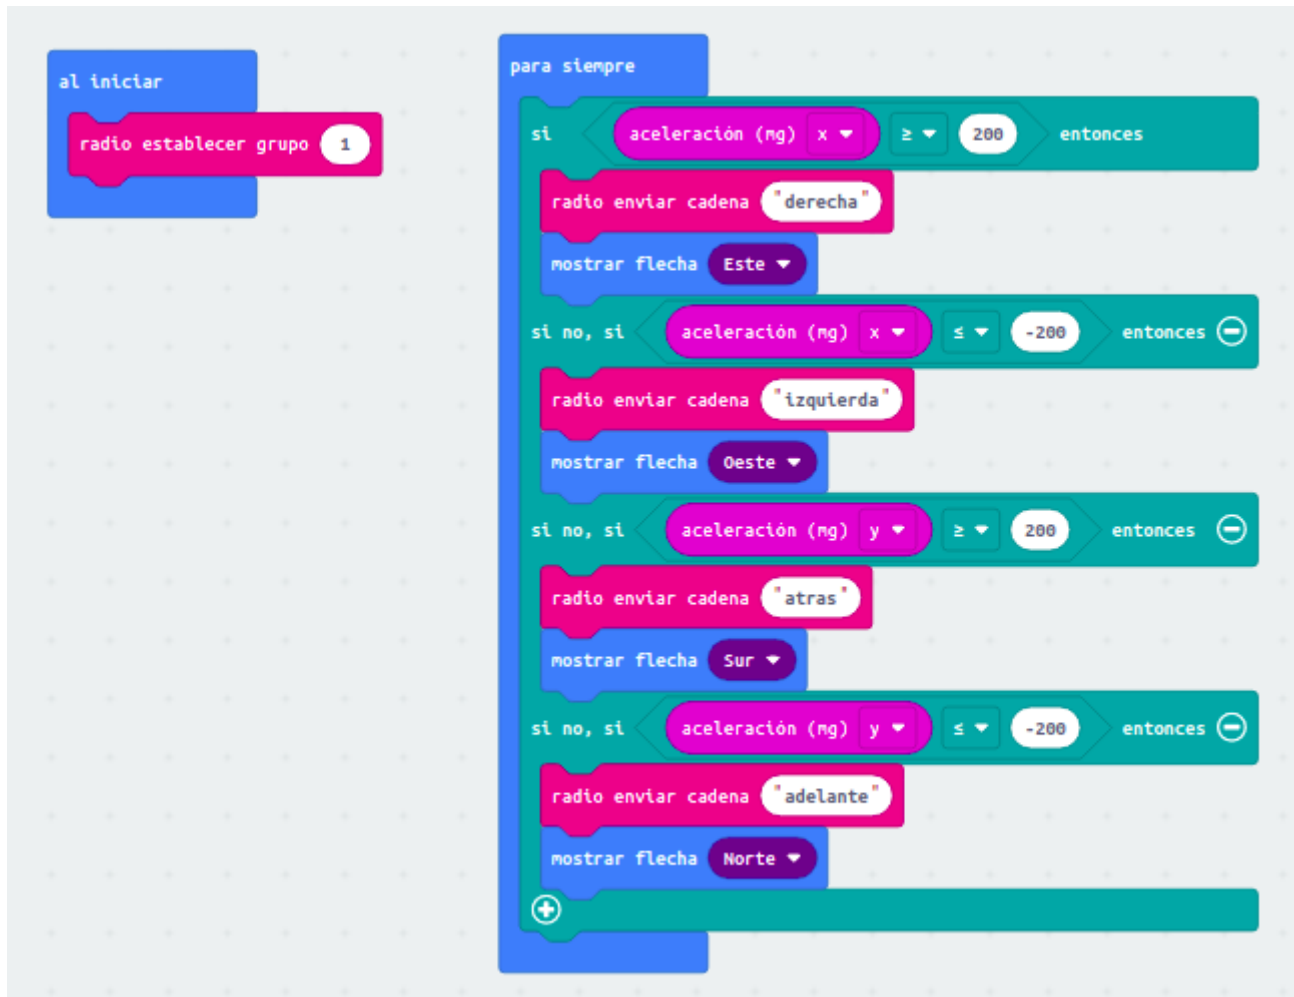 al iniciar
radio establecer grupo 1
para siempre
si aceleración (mg) x ≥ 200 entonces
radio enviar cadena "derecha"
mostrar flecha Este
si no, si aceleración (mg) x ≤ -200 entonces
radio enviar cadena "izquierda"
mostrar flecha Oeste
si no, si aceleración (mg) y ≥ 200 entonces
radio enviar cadena "atras"
mostrar flecha Sur
si no, si aceleración (mg) y ≤ -200 entonces
radio enviar cadena "adelante"
mostrar flecha Norte